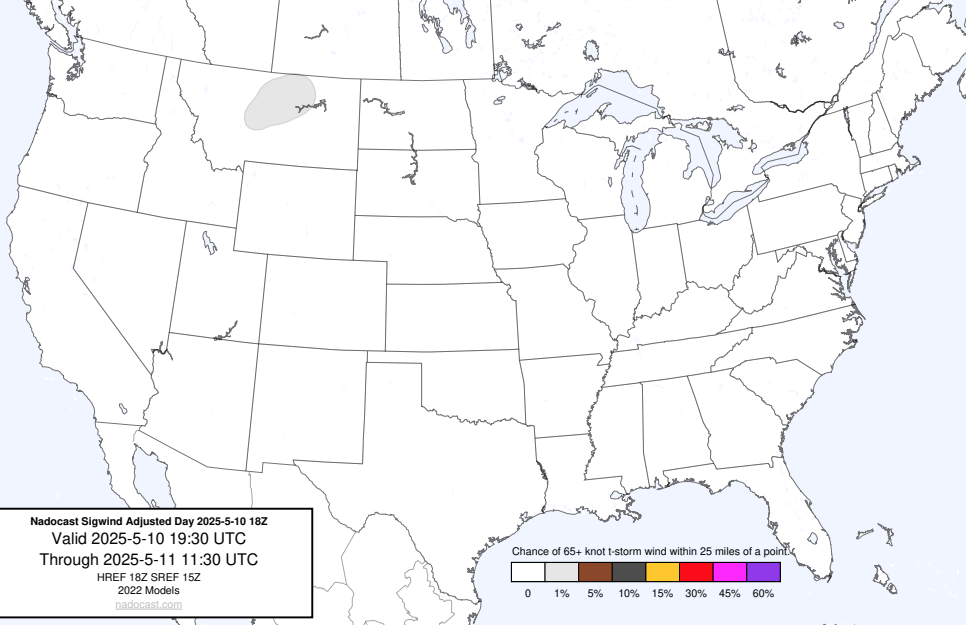 Nadocast Sigwind Adjusted Day 2025-5-10 18Z
Valid 2025-5-10 19:30 UTC
Through 2025-5-11 11:30 UTC
HREF 18Z SREF 15Z
2022 Models
nadocast.com
Chance of 65+ knot t-storm wind within 25 miles of a point.
0 1% 5% 10% 15% 30% 45% 60%